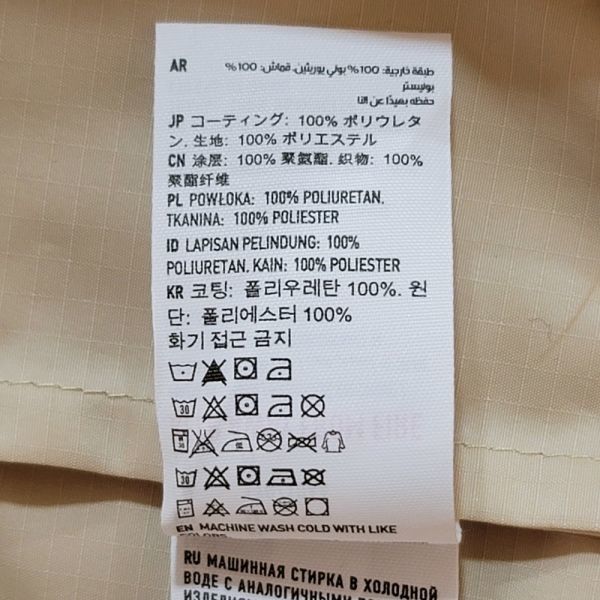 AR
طبقة خارجية: 100% بولي يوريثين. قماش: 100%
بوليستر
حفظه بعيدًا عن النا
JP コーティング: 100% ポリウレタ
ン. 生地: 100% ポリエステル
CN 涂层: 100% 聚氨酯. 织物: 100%
聚酯纤维
PL POWŁOKA: 100% POLIURETAN.
TKANINA: 100% POLIESTER
ID LAPISAN PELINDUNG: 100%
POLIURETAN. KAIN: 100% POLIESTER
KR 코팅: 폴리우레탄 100%. 원
단: 폴리에스터 100%
화기 접근 금지
30
30
30
EN MACHINE WASH COLD WITH LIKE
COLORS
RU МАШИННАЯ СТИРКА В ХОЛОДНОЙ
ВОДЕ С АНАЛОГИЧНЫМИ